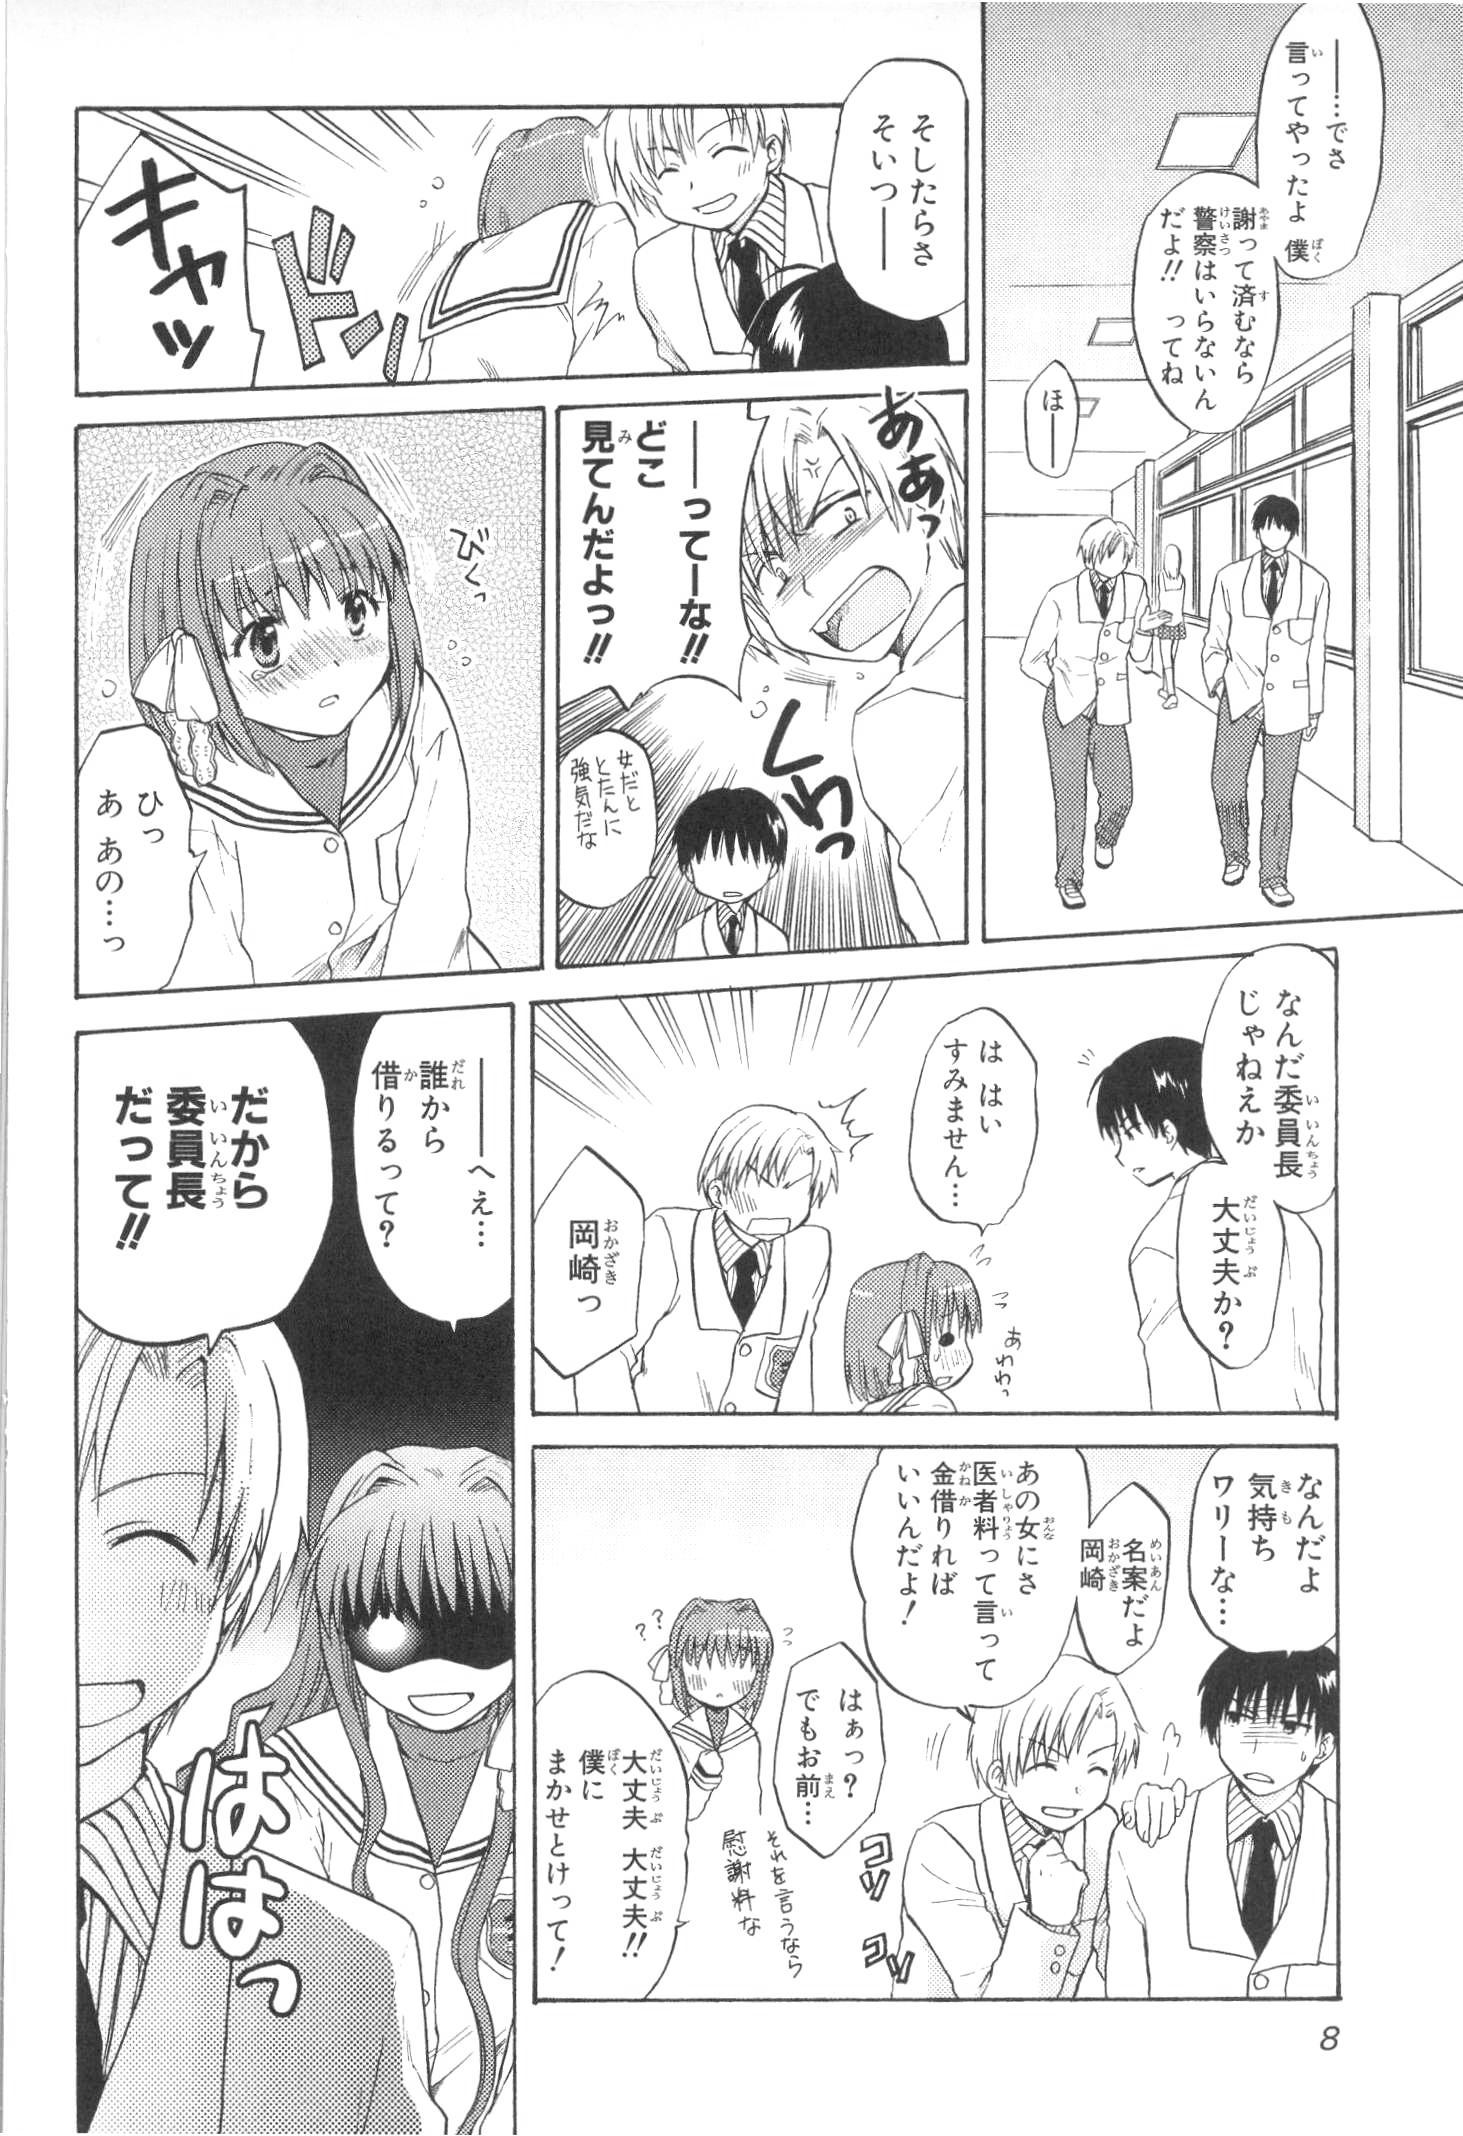 ――…でさ
言ってやったよ 僕
謝って済むなら
警察はいらないん
だよ!! ってね
ほ――
そしたらさ
そいつ――
ドンッ
キャッ
あぁ
あぁっ
――ってーな!!
どこ
見てんだよっ!!
くわっ
女だと
とたんに
強気だな
びくっ
ひっ
あ あの…っ
なんだ委員長
じゃねえか
大丈夫か?
は はい
すみません…
あわわっ
岡崎っ
なんだよ
気持ち
ワリーな…
名案だよ
岡崎
あの女にさ
医者料って言って
金借りれば
いいんだよ!
コソッ
コソッ
はぁっ?
でもお前…
それを言うなら
慰謝料な
??
大丈夫 大丈夫!!
僕に
まかせとけって!
――へえ…
誰から
借りるって?
だから
委員長
だって!!
はは
はっ
8